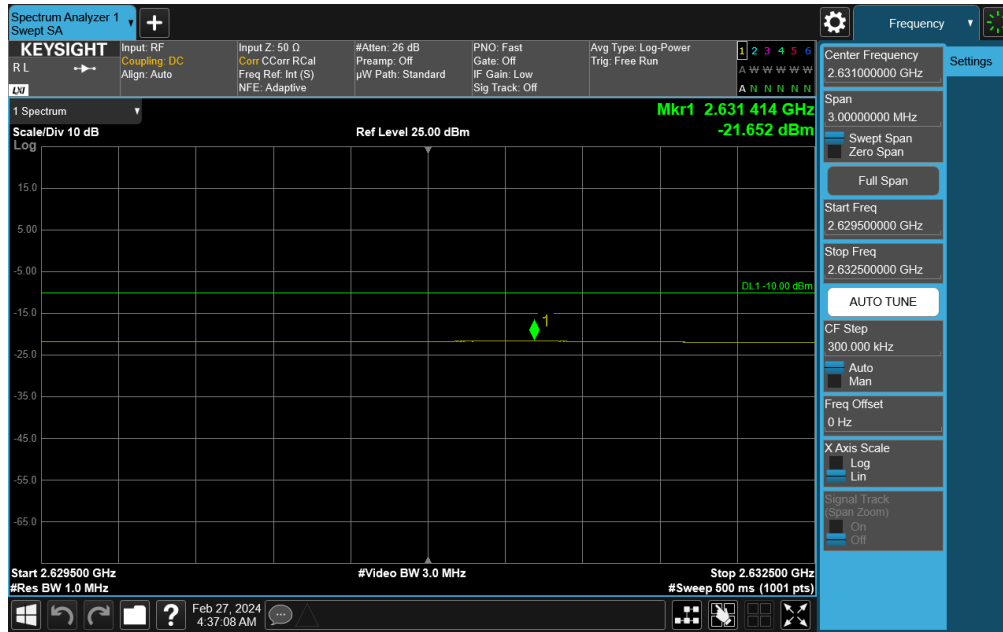 Spectrum Analyzer 1
Swept SA
Frequency
KEYSIGHT
R L
LXI
Input: RF
Coupling: DC
Align: Auto
Input Z: 50 Ω
Corr CCorr RCal
Freq Ref: Int (S)
NFE: Adaptive
#Atten: 26 dB
Preamp: Off
µW Path: Standard
PNO: Fast
Gate: Off
IF Gain: Low
Sig Track: Off
Avg Type: Log-Power
Trig: Free Run
1 2 3 4 5 6
A W W W W W
A N N N N N
1 Spectrum
Mkr1 2.631 414 GHz
-21.652 dBm
Scale/Div 10 dB
Ref Level 25.00 dBm
Log
15.0
5.00
-5.00
DL1 -10.00 dBm
-15.0
1
-25.0
-35.0
-45.0
-55.0
-65.0
Start 2.629500 GHz
#Video BW 3.0 MHz
Stop 2.632500 GHz
#Res BW 1.0 MHz
#Sweep 500 ms (1001 pts)
Center Frequency
2.631000000 GHz
Settings
Span
3.00000000 MHz
Swept Span
Zero Span
Full Span
Start Freq
2.629500000 GHz
Stop Freq
2.632500000 GHz
AUTO TUNE
CF Step
300.000 kHz
Auto
Man
Freq Offset
0 Hz
X Axis Scale
Log
Lin
Signal Track
(Span Zoom)
On
Off
?
Feb 27, 2024
4:37:08 AM